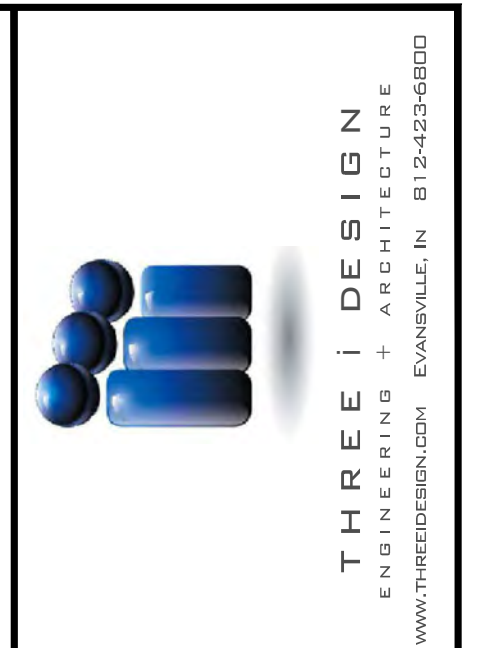 THREE i DESIGN
ENGINEERING + ARCHITECTURE
WWW.THREEIDESIGN.COM EVANSVILLE, IN 812-423-6800